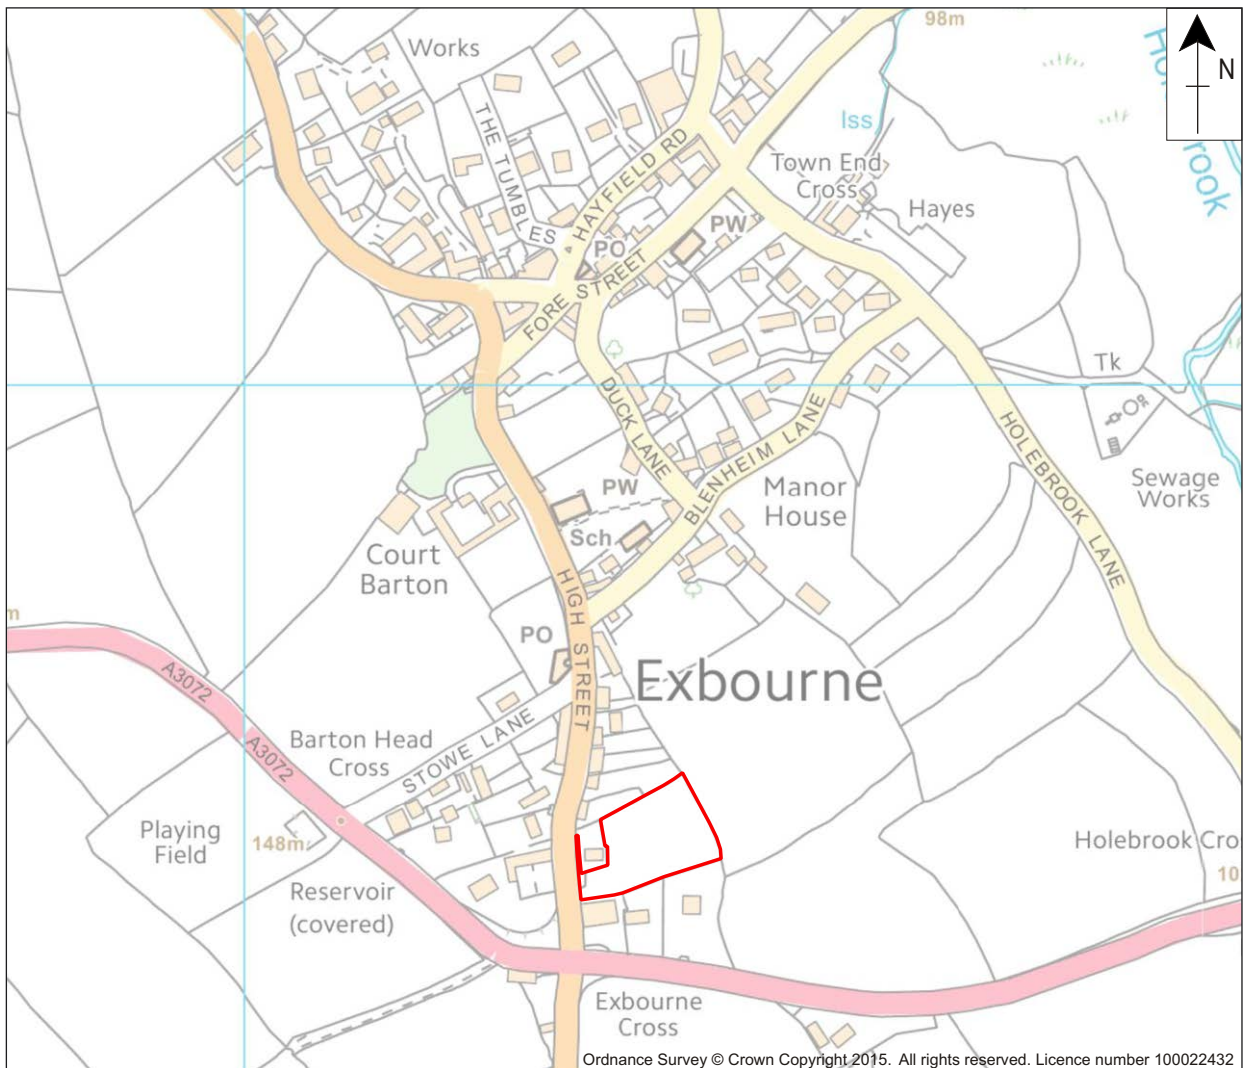 98m
Works
N
Iss
THE TUMBLES
HAYFIELD RD
Town End
Cross
Hayes
PW
PO
FORE STREET
Tk
DUCK LANE
BLENHEIM LANE
HOLEBROOK LANE
PW
Manor
House
Sewage
Works
Sch
Court
Barton
HIGH STREET
m
PO
Exbourne
A3072
STOWE LANE
Barton Head
Cross
A3072
Playing
Field
148m
Holebrook Cro
10
Reservoir
(covered)
Exbourne
Cross
Ordnance Survey © Crown Copyright 2015. All rights reserved. Licence number 100022432